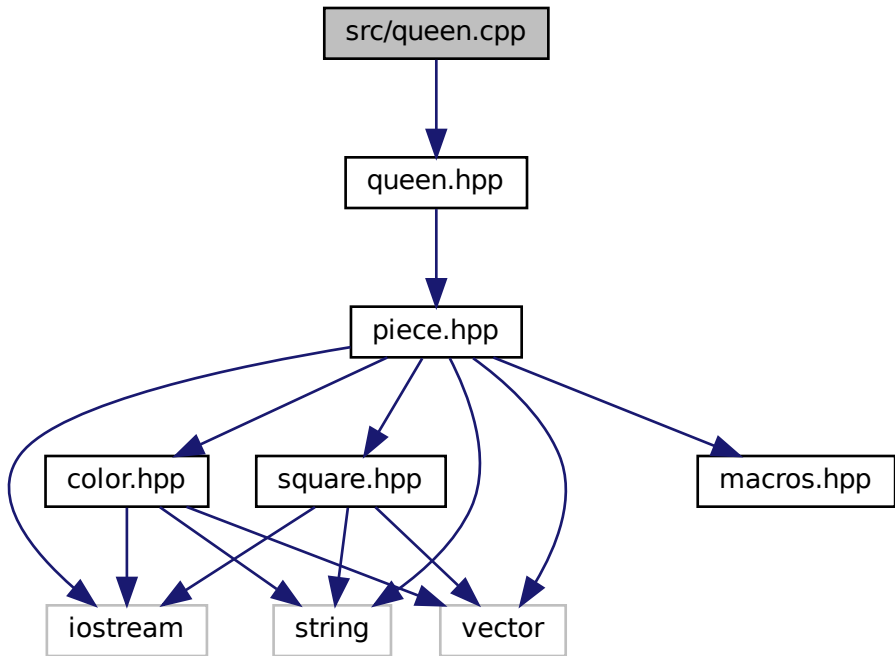 src/queen.cpp
queen.hpp
piece.hpp
color.hpp
square.hpp
macros.hpp
iostream
string
vector